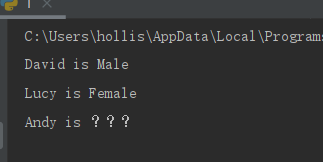 C:\Users\hollis\AppData\Local\Programs
David is Male
Lucy is Female
Andy is ？？？